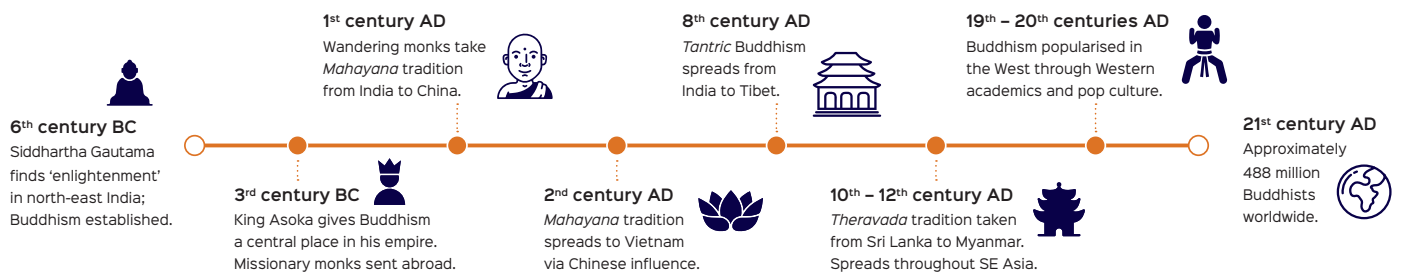 6th century BC
Siddhartha Gautama
finds ‘enlightenment’
in north-east India;
Buddhism established.
3rd century BC
King Asoka gives Buddhism
a central place in his empire.
Missionary monks sent abroad.
1st century AD
Wandering monks take
Mahayana tradition
from India to China.
2nd century AD
Mahayana tradition
spreads to Vietnam
via Chinese influence.
8th century AD
Tantric Buddhism
spreads from
India to Tibet.
10th – 12th century AD
Theravada tradition taken
from Sri Lanka to Myanmar.
Spreads throughout SE Asia.
19th – 20th centuries AD
Buddhism popularised in
the West through Western
academics and pop culture.
21st century AD
Approximately
488 million
Buddhists
worldwide.